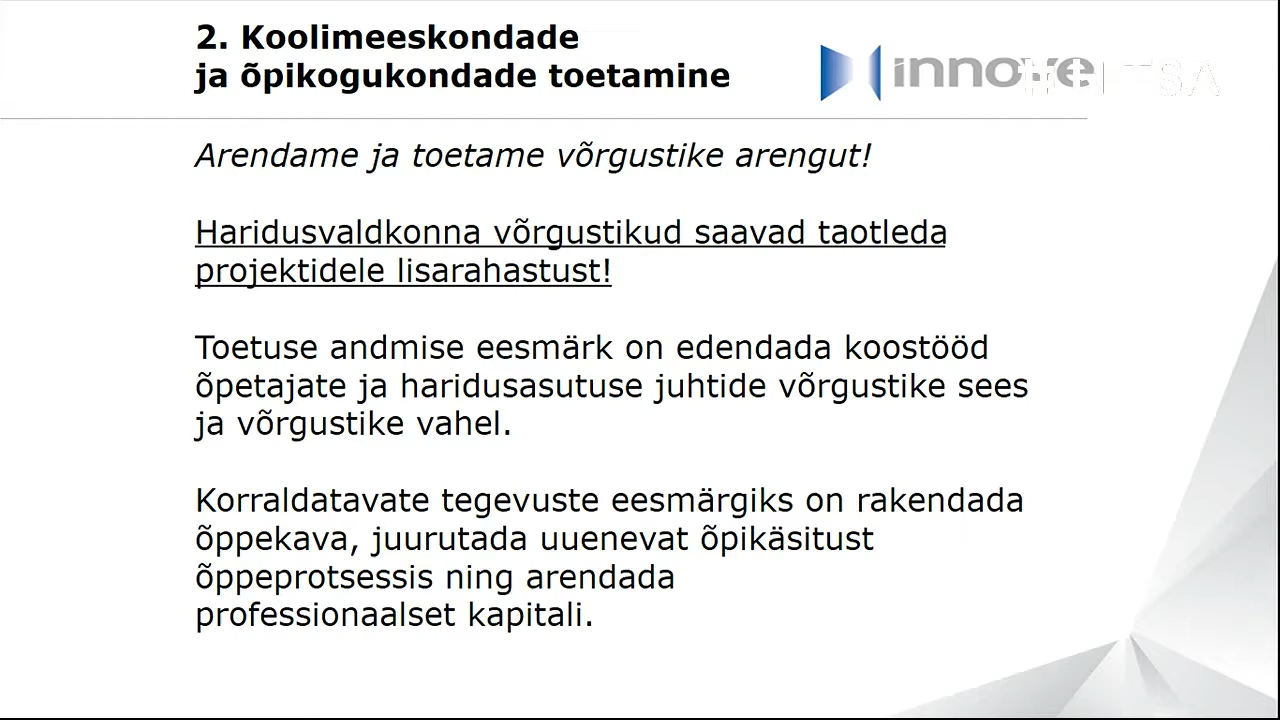 2. Koolimeeskondade
ja õpikogukondade toetamine
innove
Arendame ja toetame võrgustike arengut!
Haridusvaldkonna võrgustikud saavad taotleda
projektidele lisarahastust!
Toetuse andmise eesmärk on edendada koostööd
õpetajate ja haridusasutuse juhtide võrgustike sees
ja võrgustike vahel.
Korraldatavate tegevuste eesmärgiks on rakendada
õppekava, juurutada uuenevat õpikäsitust
õppeprotsessis ning arendada
professionaalset kapitali.